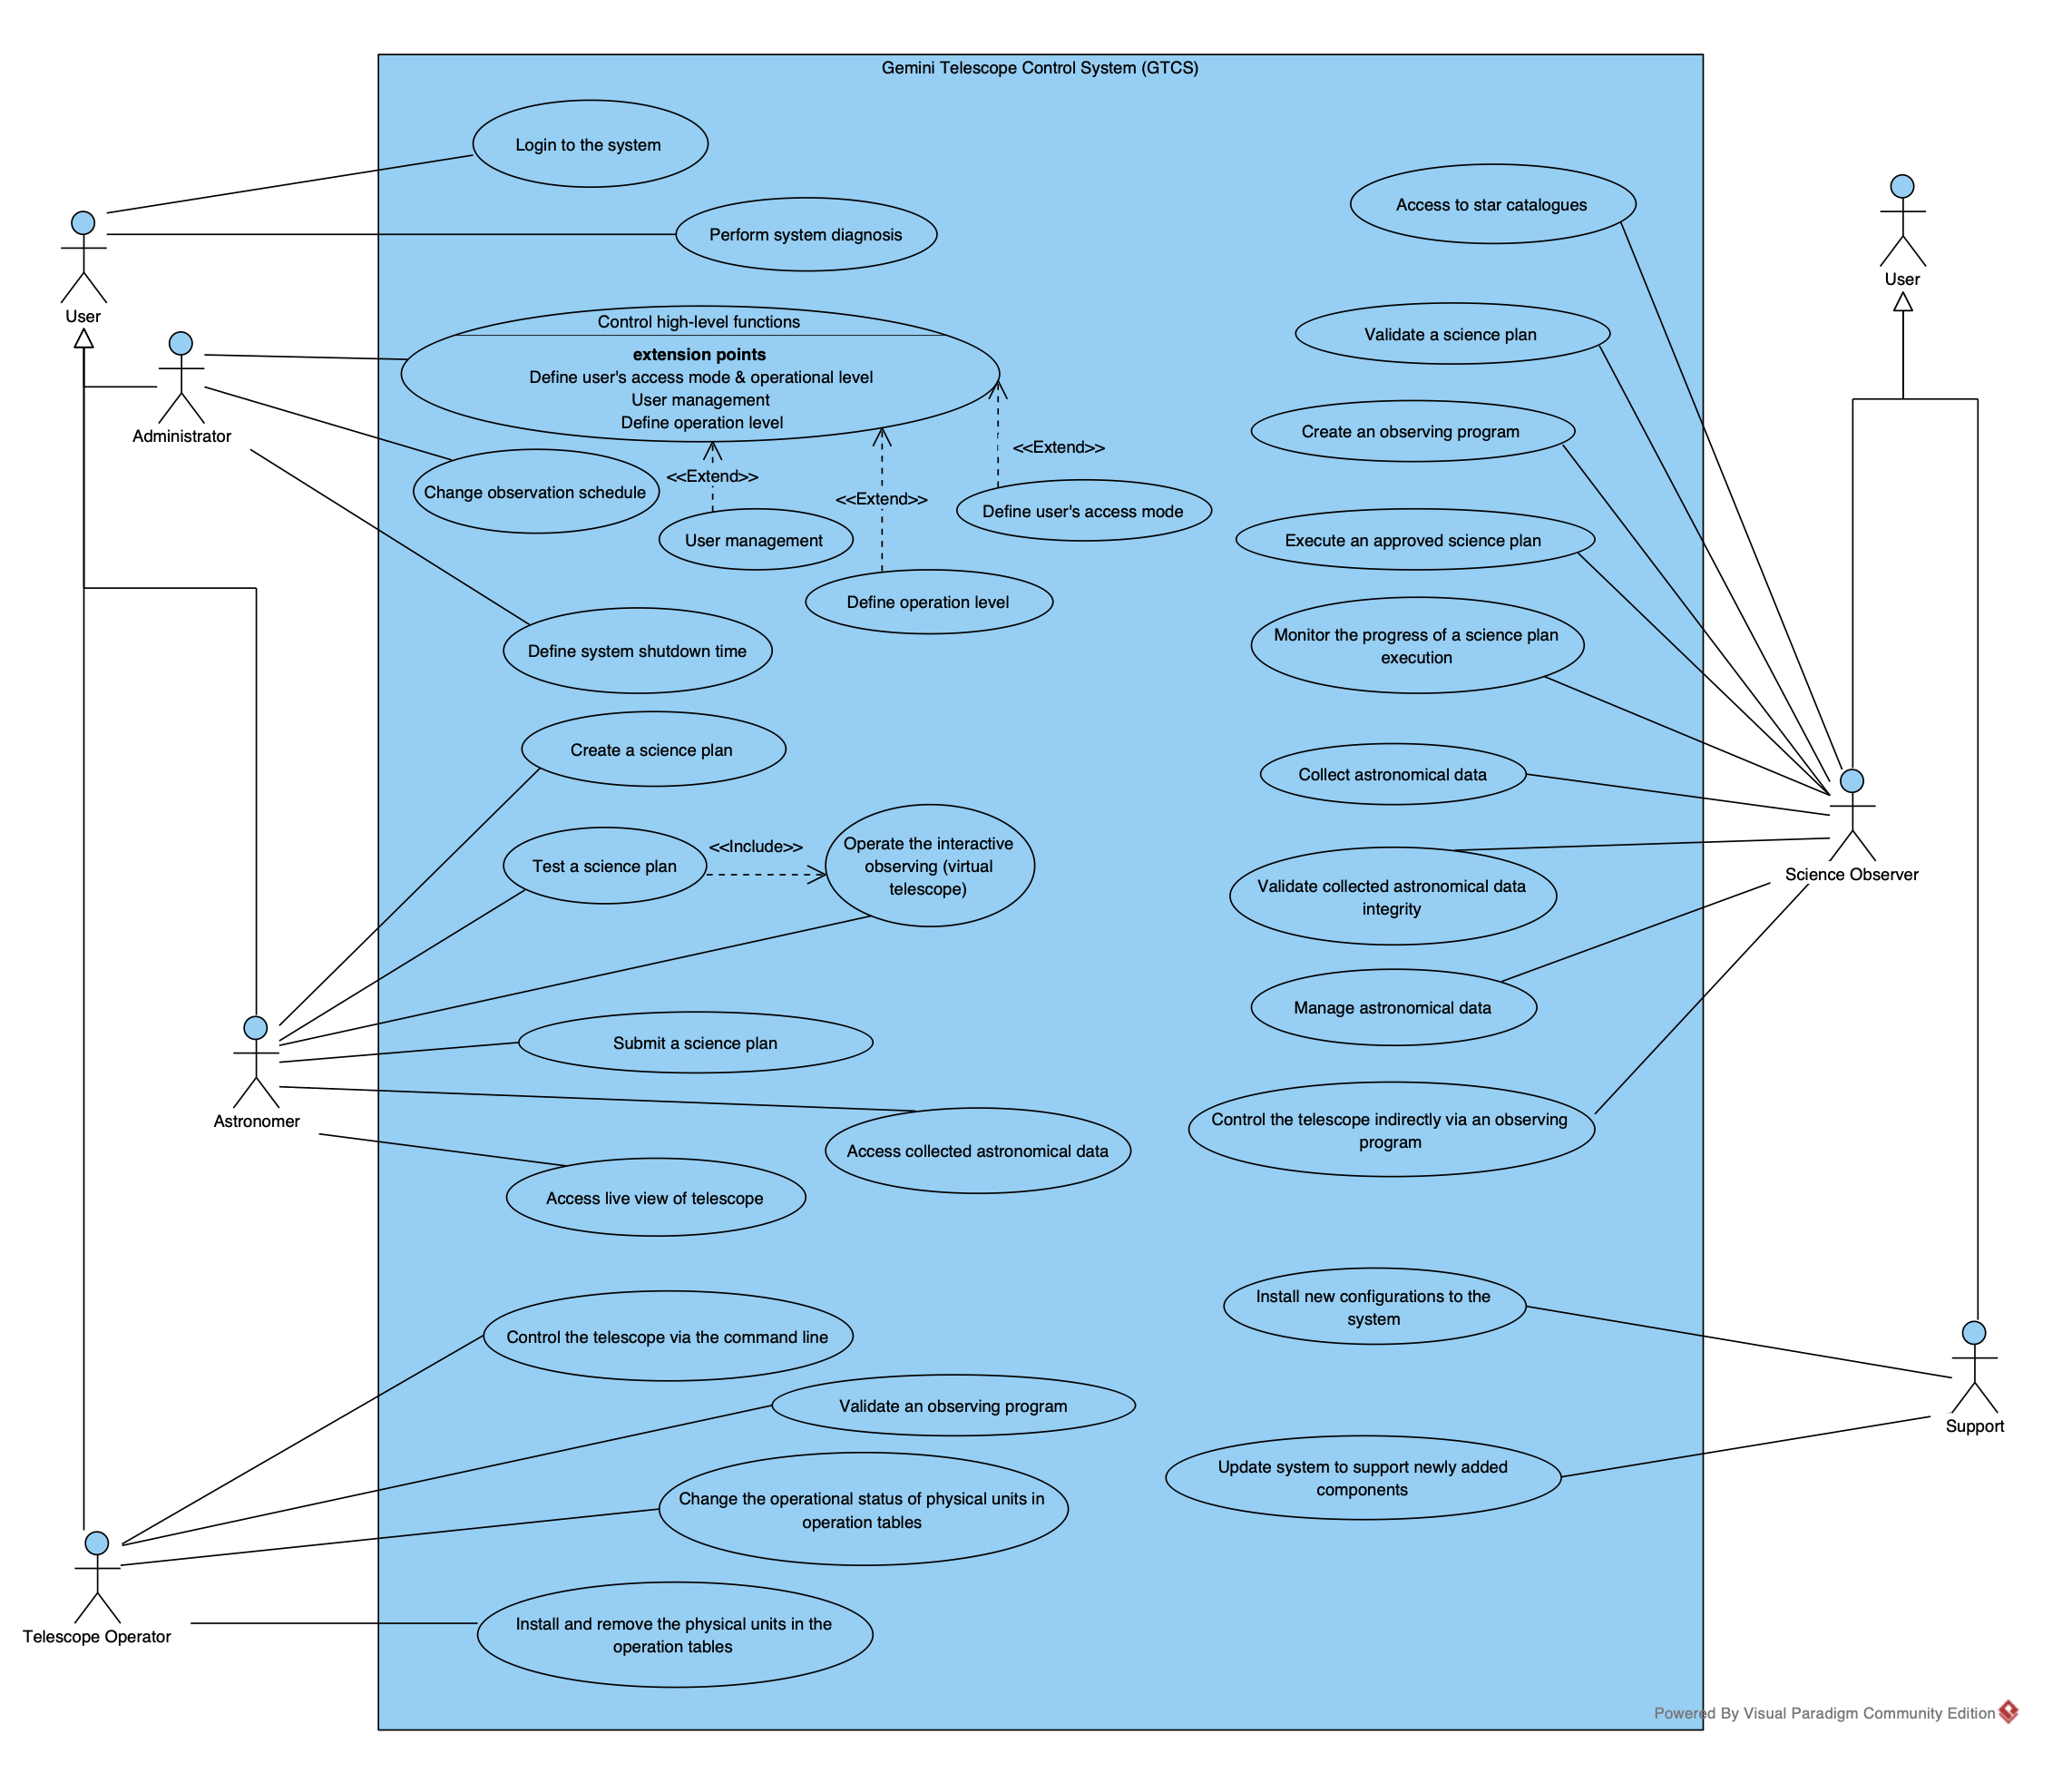 Gemini Telescope Control System (GTCS)
Login to the system
Perform system diagnosis
User
Administrator
Control high-level functions
extension points
Define user's access mode & operational level
User management
Define operation level
<<Extend>>
<<Extend>>
<<Extend>>
Change observation schedule
User management
Define user's access mode
Define operation level
Define system shutdown time
Create a science plan
Test a science plan
<<Include>>
Operate the interactive
observing (virtual
telescope)
Submit a science plan
Astronomer
Access collected astronomical data
Access live view of telescope
Control the telescope via the command line
Validate an observing program
Change the operational status of physical units in
operation tables
Telescope Operator
Install and remove the physical units in the
operation tables
Access to star catalogues
User
Validate a science plan
Create an observing program
Execute an approved science plan
Monitor the progress of a science plan
execution
Collect astronomical data
Science Observer
Validate collected astronomical data
integrity
Manage astronomical data
Control the telescope indirectly via an observing
program
Install new configurations to the
system
Support
Update system to support newly added
components
Powered By Visual Paradigm Community Edition